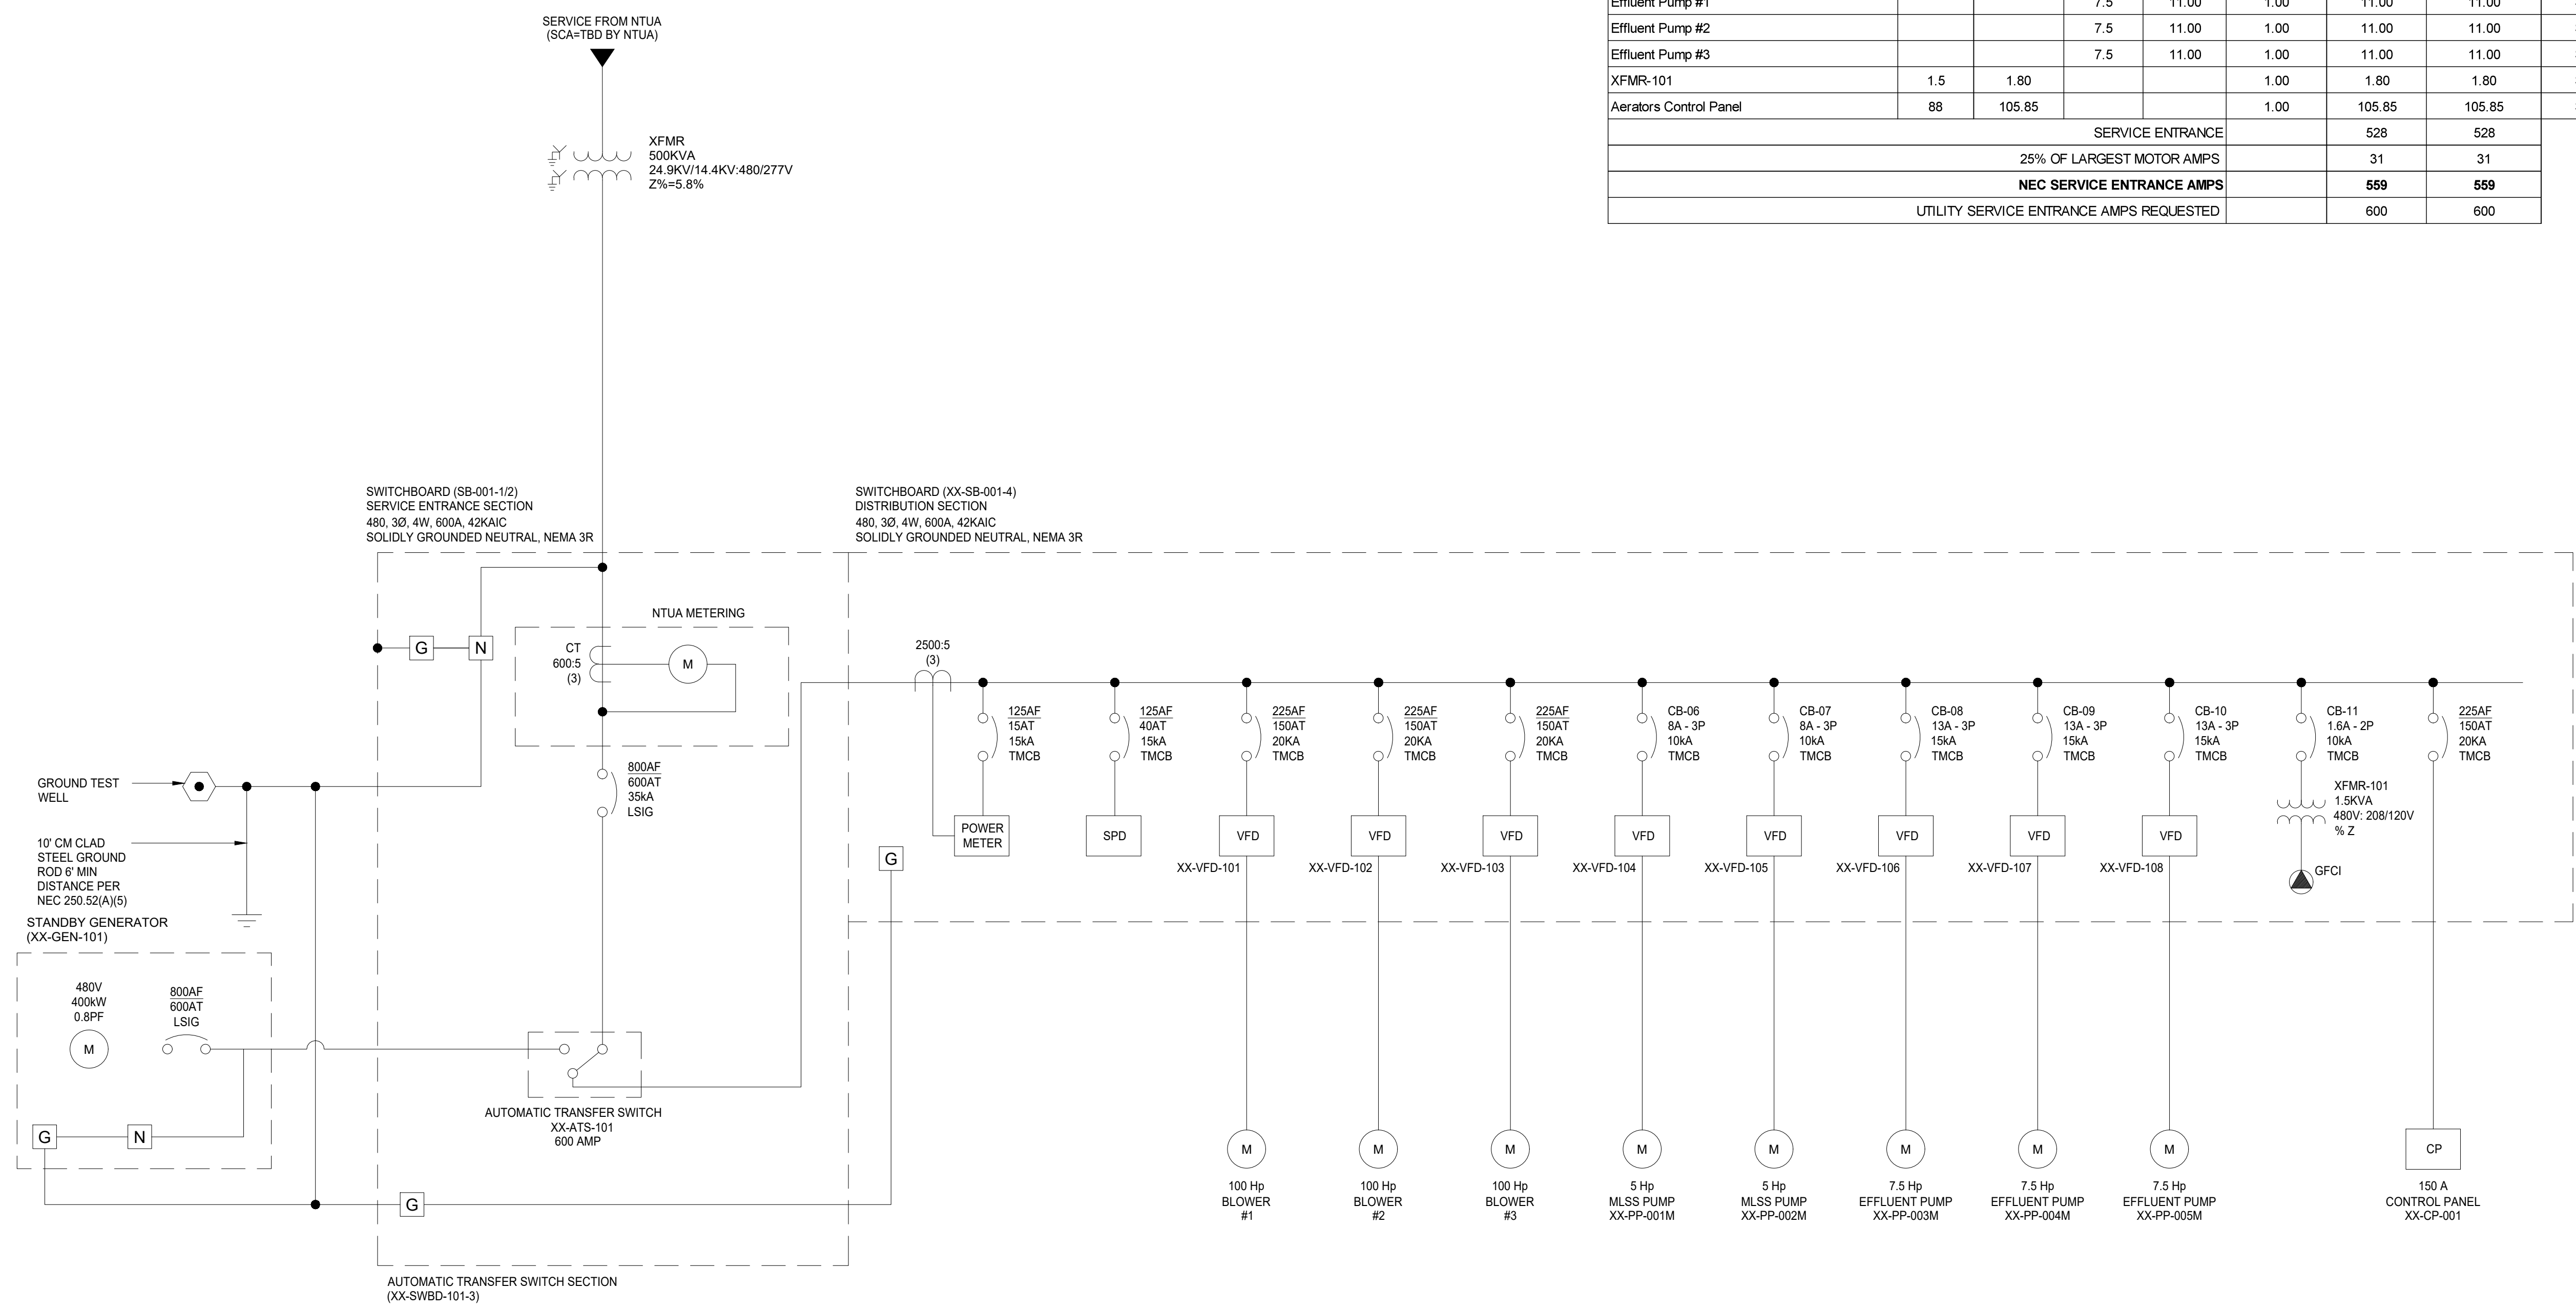 SERVICE FROM NTUA
(SCA=TBD BY NTUA)
XFMR
500KVA
24.9KV/14.4KV:480/277V
Z%=5.8%
Effluent Pump #1 7.5 11.00 1.00 11.00 11.00
Effluent Pump #2 7.5 11.00 1.00 11.00 11.00
Effluent Pump #3 7.5 11.00 1.00 11.00 11.00
XFMR-101 1.5 1.80 1.00 1.80 1.80
Aerators Control Panel 88 105.85 1.00 105.85 105.85
SERVICE ENTRANCE 528 528
25% OF LARGEST MOTOR AMPS 31 31
NEC SERVICE ENTRANCE AMPS 559 559
UTILITY SERVICE ENTRANCE AMPS REQUESTED 600 600
SWITCHBOARD (SB-001-1/2)
SERVICE ENTRANCE SECTION
480, 3Ø, 4W, 600A, 42KAIC
SOLIDLY GROUNDED NEUTRAL, NEMA 3R
SWITCHBOARD (XX-SB-001-4)
DISTRIBUTION SECTION
480, 3Ø, 4W, 600A, 42KAIC
SOLIDLY GROUNDED NEUTRAL, NEMA 3R
NTUA METERING
CT
600:5
(3)
M
G
N
800AF
600AT
35kA
LSIG
2500:5
(3)
125AF
15AT
15kA
TMCB
125AF
40AT
15kA
TMCB
225AF
150AT
20KA
TMCB
225AF
150AT
20KA
TMCB
225AF
150AT
20KA
TMCB
CB-06
8A - 3P
10kA
TMCB
CB-07
8A - 3P
10kA
TMCB
CB-08
13A - 3P
15kA
TMCB
CB-09
13A - 3P
15kA
TMCB
CB-10
13A - 3P
15kA
TMCB
CB-11
1.6A - 2P
10kA
TMCB
225AF
150AT
20KA
TMCB
XFMR-101
1.5KVA
480V: 208/120V
% Z
GFCI
POWER
METER
SPD
VFD
VFD
VFD
VFD
VFD
VFD
VFD
VFD
XX-VFD-101
XX-VFD-102
XX-VFD-103
XX-VFD-104
XX-VFD-105
XX-VFD-106
XX-VFD-107
XX-VFD-108
G
GROUND TEST
WELL
10' CM CLAD
STEEL GROUND
ROD 6' MIN
DISTANCE PER
NEC 250.52(A)(5)
STANDBY GENERATOR
(XX-GEN-101)
480V
400kW
0.8PF
M
800AF
600AT
LSIG
G
N
AUTOMATIC TRANSFER SWITCH
XX-ATS-101
600 AMP
G
AUTOMATIC TRANSFER SWITCH SECTION
(XX-SWBD-101-3)
M
100 Hp
BLOWER
#1
M
100 Hp
BLOWER
#2
M
100 Hp
BLOWER
#3
M
5 Hp
MLSS PUMP
XX-PP-001M
M
5 Hp
MLSS PUMP
XX-PP-002M
M
7.5 Hp
EFFLUENT PUMP
XX-PP-003M
M
7.5 Hp
EFFLUENT PUMP
XX-PP-004M
M
7.5 Hp
EFFLUENT PUMP
XX-PP-005M
CP
150 A
CONTROL PANEL
XX-CP-001